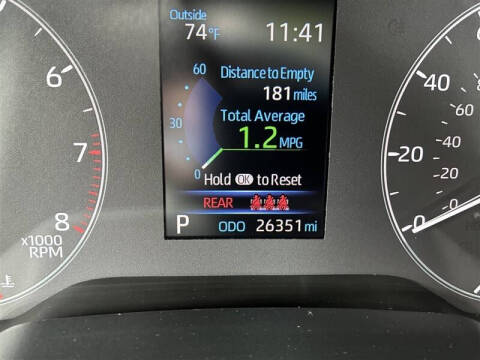 Outside
74°F 11:41
60 Distance to Empty
181 miles
Total Average
30
1.2 MPG
0
Hold OK to Reset
REAR
P ODO 26351 mi
6
7
8
x1000
RPM
40
20
0
60
40
20
0